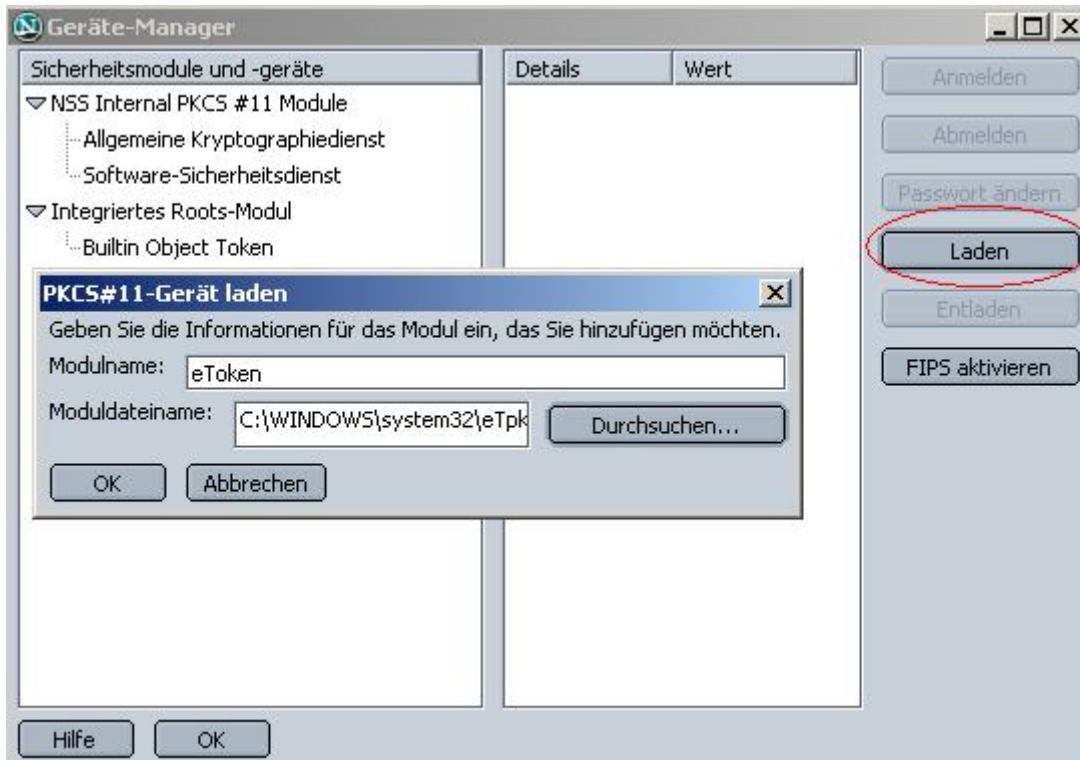 Geräte-Manager
Sicherheitsmodule und -geräte
Details
Wert
NSS Internal PKCS #11 Module
Allgemeine Kryptographiedienst
Software-Sicherheitsdienst
Integriertes Roots-Modul
Builtin Object Token
Anmelden
Abmelden
Passwort ändern
Laden
Entladen
FIPS aktivieren
PKCS#11-Gerät laden
Geben Sie die Informationen für das Modul ein, das Sie hinzufügen möchten.
Modulname:
eToken
Moduldateiname:
C:\WINDOWS\system32\eTpk
Durchsuchen...
OK
Abbrechen
Hilfe
OK